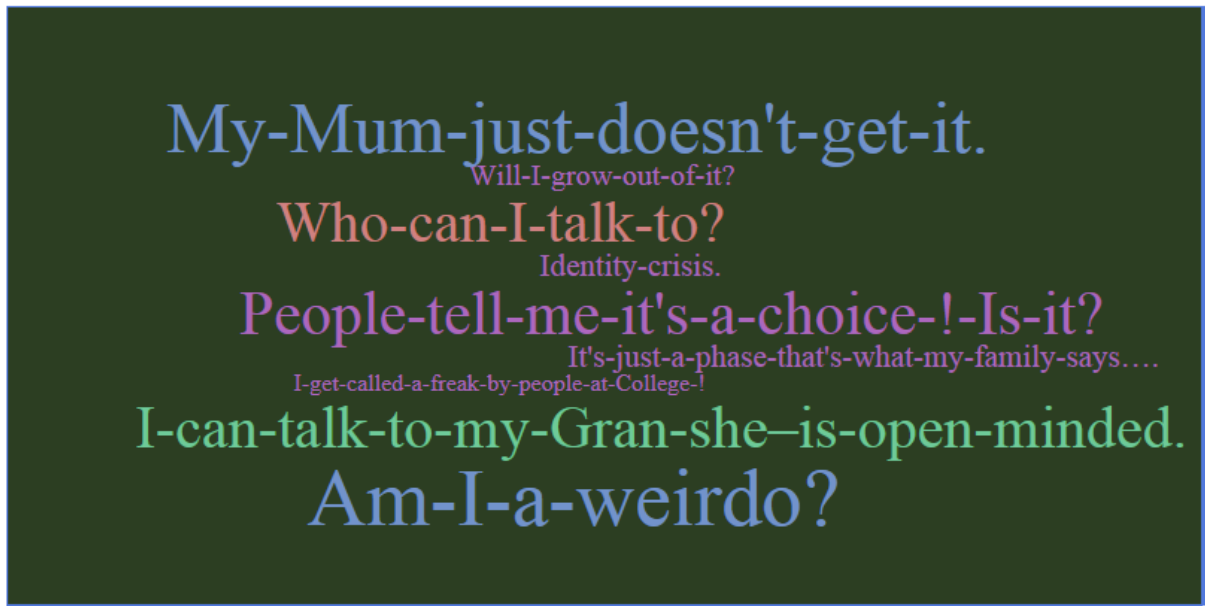 My-Mum-just-doesn't-get-it.
Will-I-grow-out-of-it?
Who-can-I-talk-to?
Identity-crisis.
People-tell-me-it's-a-choice-!-Is-it?
It's-just-a-phase-that's-what-my-family-says….
I-get-called-a-freak-by-people-at-College-!
I-can-talk-to-my-Gran-she–is-open-minded.
Am-I-a-weirdo?